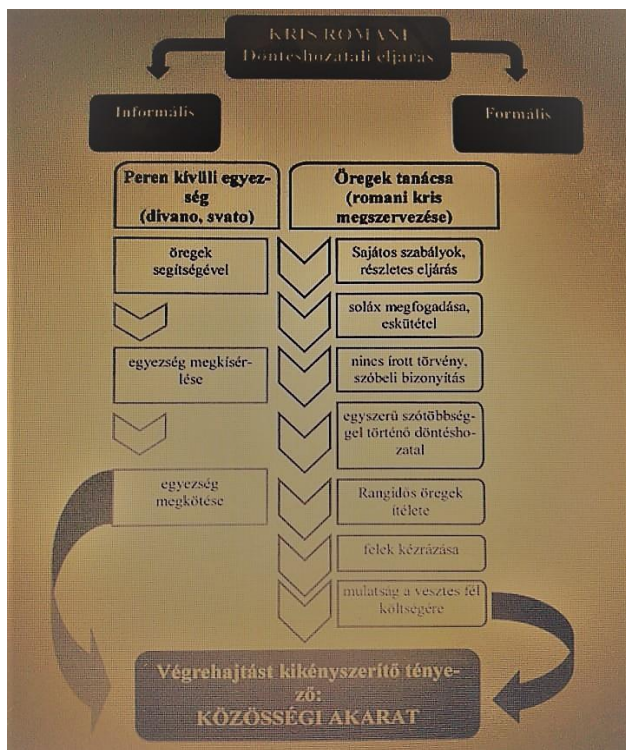 KRIS ROMANI
Dönteshozatali eljaras
Informális
Formális
Peren kívüli egyez-
ség
(divano, svato)
Öregek tanácsa
(romani kris
megszervezése)
öregek
segítségével
Sajátos szabályok,
részletes eljárás
soláx megfogadása,
eskütétel
egyezség megkísér-
lése
nincs írott törvény,
szóbeli bizonyítás
egyszerű szótöbbség-
gel történő döntésho-
zatal
egyezség
megkötése
Rangidős öregek
ítélete
felek kézrázása
mulatság a vesztes fél
költségére
Végrehajtást kikényszerítő ténye-
ző:
KÖZÖSSÉGI AKARAT